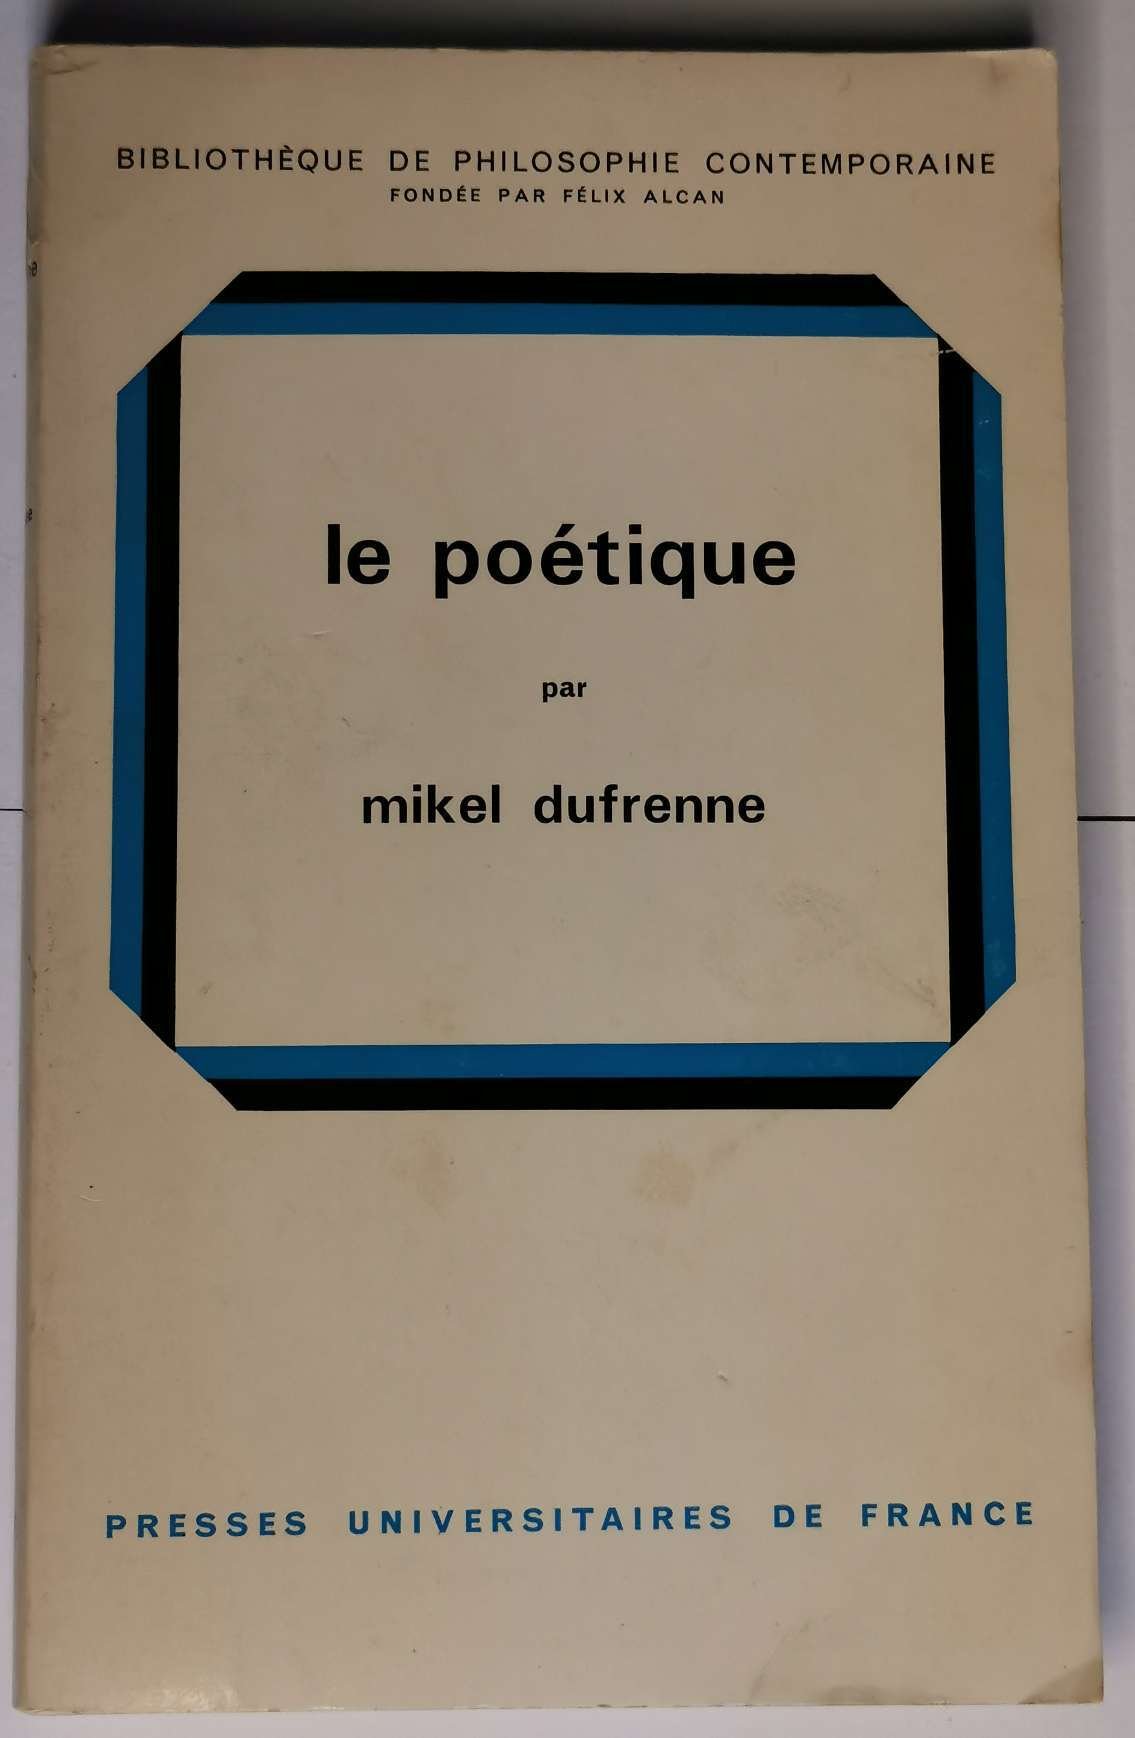 BIBLIOTHÈQUE DE PHILOSOPHIE CONTEMPORAINE
FONDÉE PAR FÉLIX ALCAN
le poétique
par
mikel dufrenne
PRESSES UNIVERSITAIRES DE FRANCE